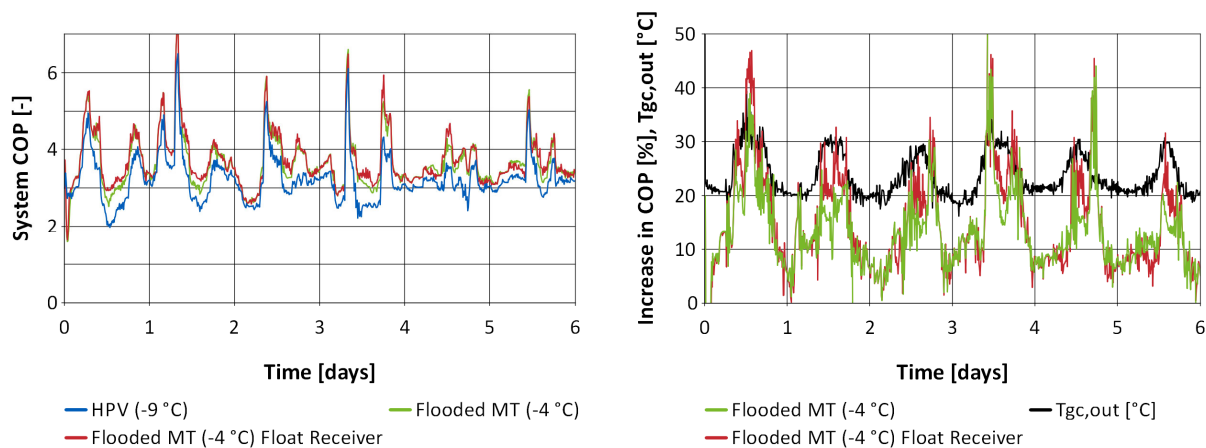 System COP [-]
6
4
2
0
0 1 2 3 4 5 6
Time [days]
HPV (-9 °C)
Flooded MT (-4 °C)
Flooded MT (-4 °C) Float Receiver
Increase in COP [%], Tgc,out [°C]
50
40
30
20
10
0
0 1 2 3 4 5 6
Time [days]
Flooded MT (-4 °C)
Tgc,out [°C]
Flooded MT (-4 °C) Float Receiver